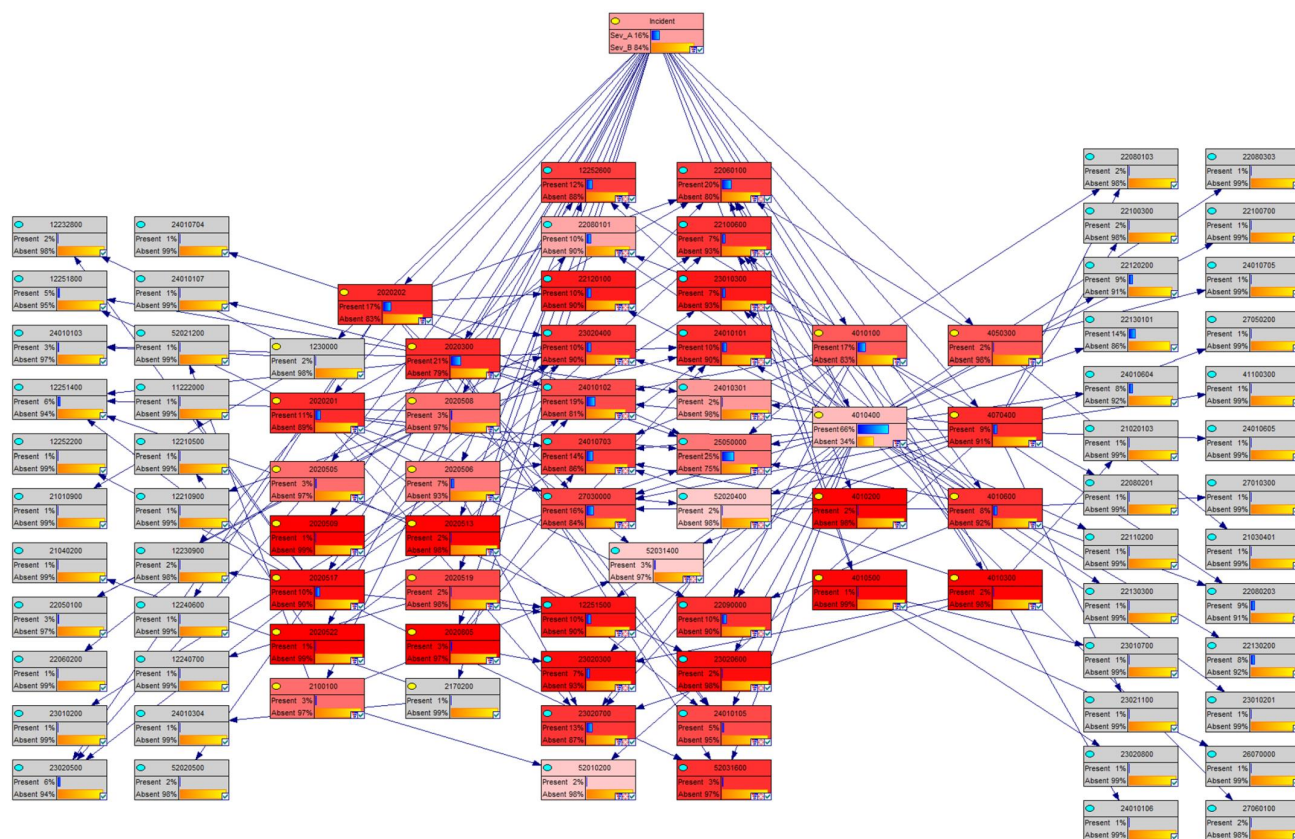 Incident
Sev_A 16%
Sev_B 84%
12252600
Present 12%
Absent 88%
22060100
Present 20%
Absent 80%
22080103
Present 2%
Absent 98%
22080303
Present 1%
Absent 99%
12232800
Present 2%
Absent 98%
24010704
Present 1%
Absent 99%
22080101
Present 10%
Absent 90%
22100600
Present 7%
Absent 93%
22100300
Present 2%
Absent 98%
22100700
Present 1%
Absent 99%
12251800
Present 5%
Absent 95%
24010107
Present 1%
Absent 99%
2020202
Present 17%
Absent 83%
22120100
Present 10%
Absent 90%
23010300
Present 7%
Absent 93%
22120200
Present 9%
Absent 91%
24010705
Present 1%
Absent 99%
24010103
Present 3%
Absent 97%
52021200
Present 1%
Absent 99%
1230000
Present 2%
Absent 98%
2020300
Present 21%
Absent 79%
23020400
Present 10%
Absent 90%
24010101
Present 10%
Absent 90%
4010100
Present 17%
Absent 83%
4050300
Present 2%
Absent 98%
22130101
Present 14%
Absent 86%
27050200
Present 1%
Absent 99%
12251400
Present 6%
Absent 94%
11222000
Present 1%
Absent 99%
2020201
Present 11%
Absent 89%
2020508
Present 3%
Absent 97%
24010102
Present 19%
Absent 81%
24010301
Present 2%
Absent 98%
4010400
Present 66%
Absent 34%
4070400
Present 9%
Absent 91%
24010604
Present 8%
Absent 92%
41100300
Present 1%
Absent 99%
12252200
Present 1%
Absent 99%
12210500
Present 1%
Absent 99%
2020505
Present 3%
Absent 97%
2020506
Present 7%
Absent 93%
24010703
Present 14%
Absent 86%
25050000
Present 25%
Absent 75%
21020103
Present 1%
Absent 99%
24010605
Present 1%
Absent 99%
21010900
Present 1%
Absent 99%
12210900
Present 1%
Absent 99%
2020509
Present 1%
Absent 99%
2020513
Present 2%
Absent 98%
27030000
Present 16%
Absent 84%
52020400
Present 2%
Absent 98%
4010200
Present 2%
Absent 98%
4010600
Present 8%
Absent 92%
22080201
Present 1%
Absent 99%
27010300
Present 1%
Absent 99%
21040200
Present 1%
Absent 99%
12230900
Present 2%
Absent 98%
2020517
Present 10%
Absent 90%
2020519
Present 2%
Absent 98%
52031400
Present 3%
Absent 97%
4010500
Present 1%
Absent 99%
4010300
Present 2%
Absent 98%
22110200
Present 1%
Absent 99%
21030401
Present 1%
Absent 99%
22050100
Present 3%
Absent 97%
12240600
Present 1%
Absent 99%
2020522
Present 1%
Absent 99%
2020605
Present 3%
Absent 97%
12251500
Present 10%
Absent 90%
22090000
Present 10%
Absent 90%
22130300
Present 1%
Absent 99%
22080203
Present 9%
Absent 91%
22060200
Present 1%
Absent 99%
12240700
Present 1%
Absent 99%
2100100
Present 3%
Absent 97%
2170200
Present 1%
Absent 99%
23020300
Present 7%
Absent 93%
23020600
Present 2%
Absent 98%
23010700
Present 1%
Absent 99%
22130200
Present 8%
Absent 92%
23010200
Present 1%
Absent 99%
24010304
Present 1%
Absent 99%
23020700
Present 13%
Absent 87%
24010105
Present 5%
Absent 95%
23021100
Present 1%
Absent 99%
23010201
Present 1%
Absent 99%
23020500
Present 6%
Absent 94%
52020500
Present 2%
Absent 98%
52010200
Present 2%
Absent 98%
52031600
Present 3%
Absent 97%
23020800
Present 1%
Absent 99%
26070000
Present 1%
Absent 99%
24010106
Present 1%
Absent 99%
27060100
Present 2%
Absent 98%